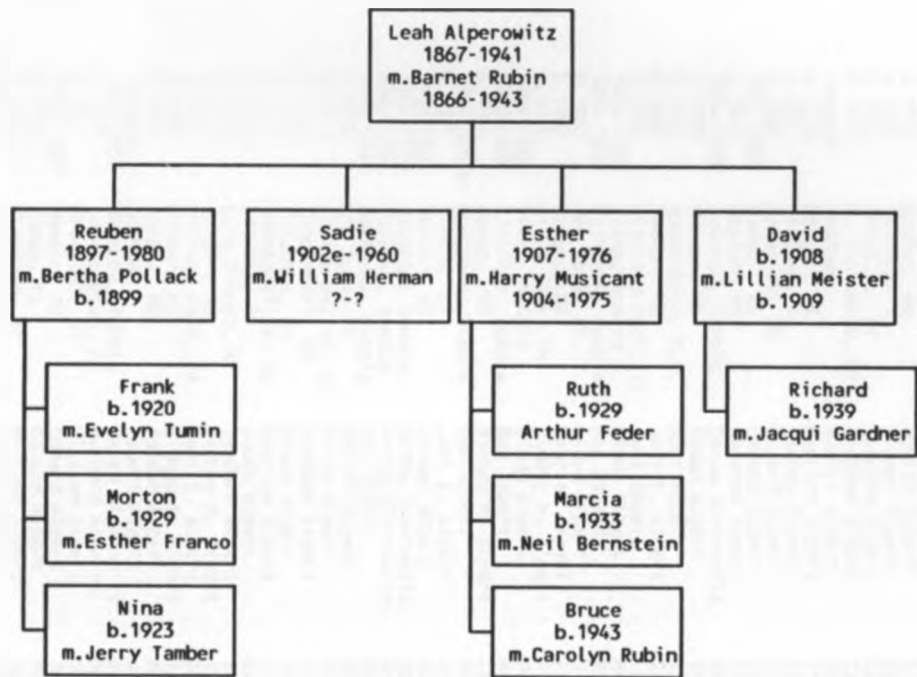 Leah Alperowitz
1867-1941
m.Barnet Rubin
1866-1943
Reuben
1897-1980
m.Bertha Pollack
b.1899
Sadie
1902e-1960
m.William Herman
?-?
Esther
1907-1976
m.Harry Musicant
1904-1975
David
b.1908
m.Lillian Meister
b.1909
Frank
b.1920
m.Evelyn Tumin
Morton
b.1929
m.Esther Franco
Nina
b.1923
m.Jerry Tamber
Ruth
b.1929
Arthur Feder
Marcia
b.1933
m.Neil Bernstein
Bruce
b.1943
m.Carolyn Rubin
Richard
b.1939
m.Jacqui Gardner